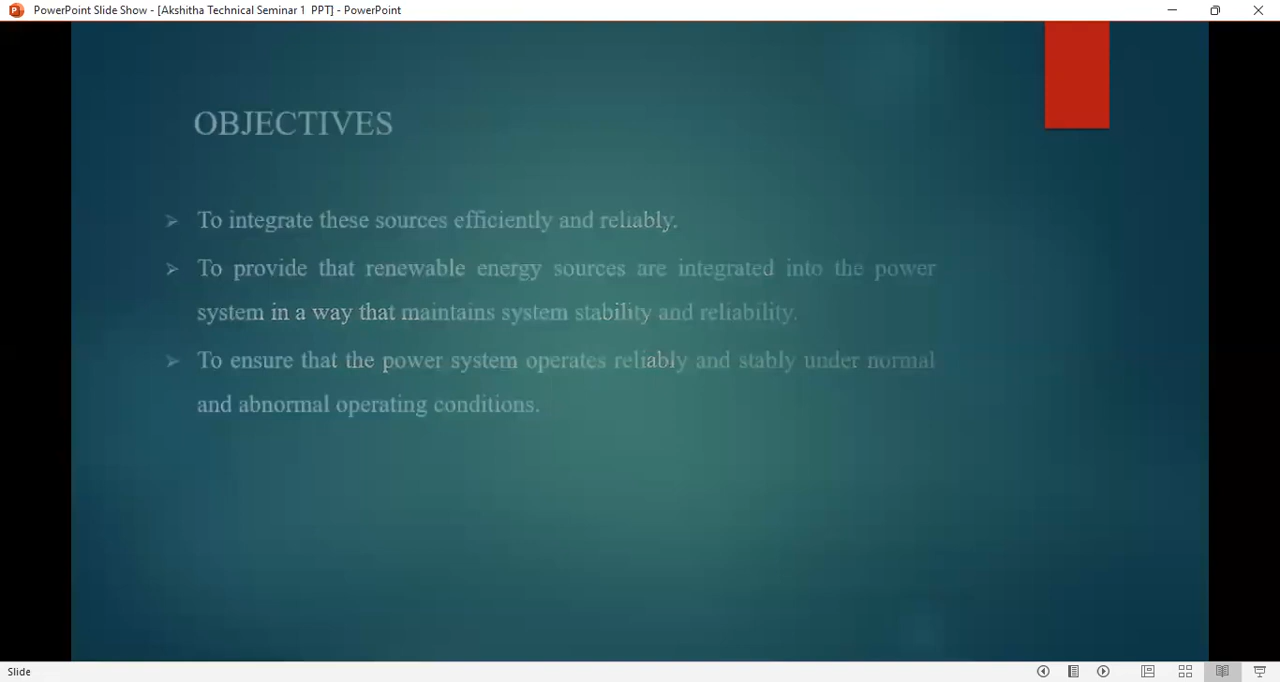 PowerPoint Slide Show - [Akshitha Technical Seminar 1 PPT] - PowerPoint
OBJECTIVES
➢ To integrate these sources efficiently and reliably.
➢ To provide that renewable energy sources are integrated into the power
system in a way that maintains system stability and reliability.
➢ To ensure that the power system operates reliably and stably under normal
and abnormal operating conditions.
Slide